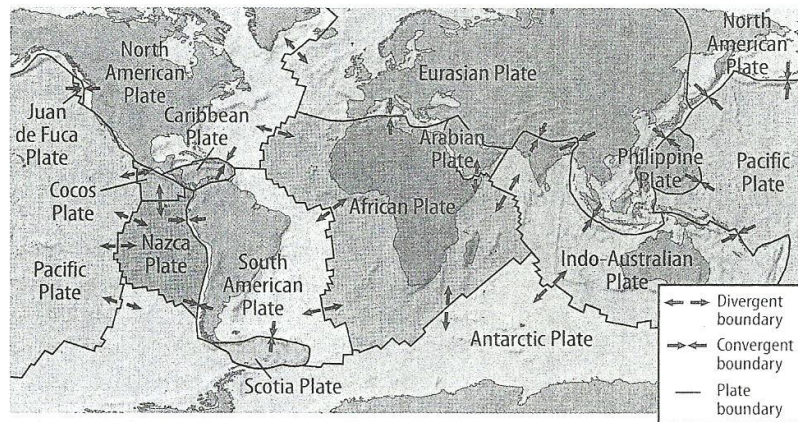 North
American
Plate
North
American
Plate
Eurasian Plate
Juan
de Fuca
Plate
Caribbean
Plate
Arabian
Plate
Philippine
Plate
Pacific
Plate
Cocos
Plate
African Plate
Nazca
Plate
South
American
Plate
Indo-Australian
Plate
Pacific
Plate
Antarctic Plate
Scotia Plate
Divergent
boundary
Convergent
boundary
Plate
boundary